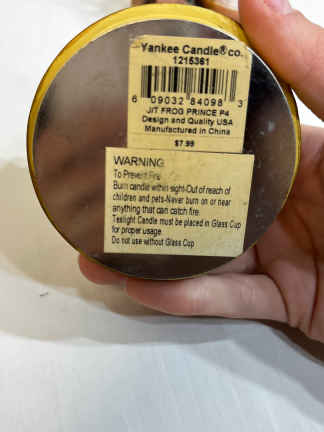 Yankee Candle® co.
1215361
6 09032 84098 3
J/T FROG PRINCE P4
Design and Quality USA
Manufactured in China
$7.99
WARNING
To Prevent Fire
Burn candle within sight-Out of reach of
children and pets-Never burn on or near
anything that can catch fire.
Tealight Candle must be placed in Glass Cup
for proper usage.
Do not use without Glass Cup